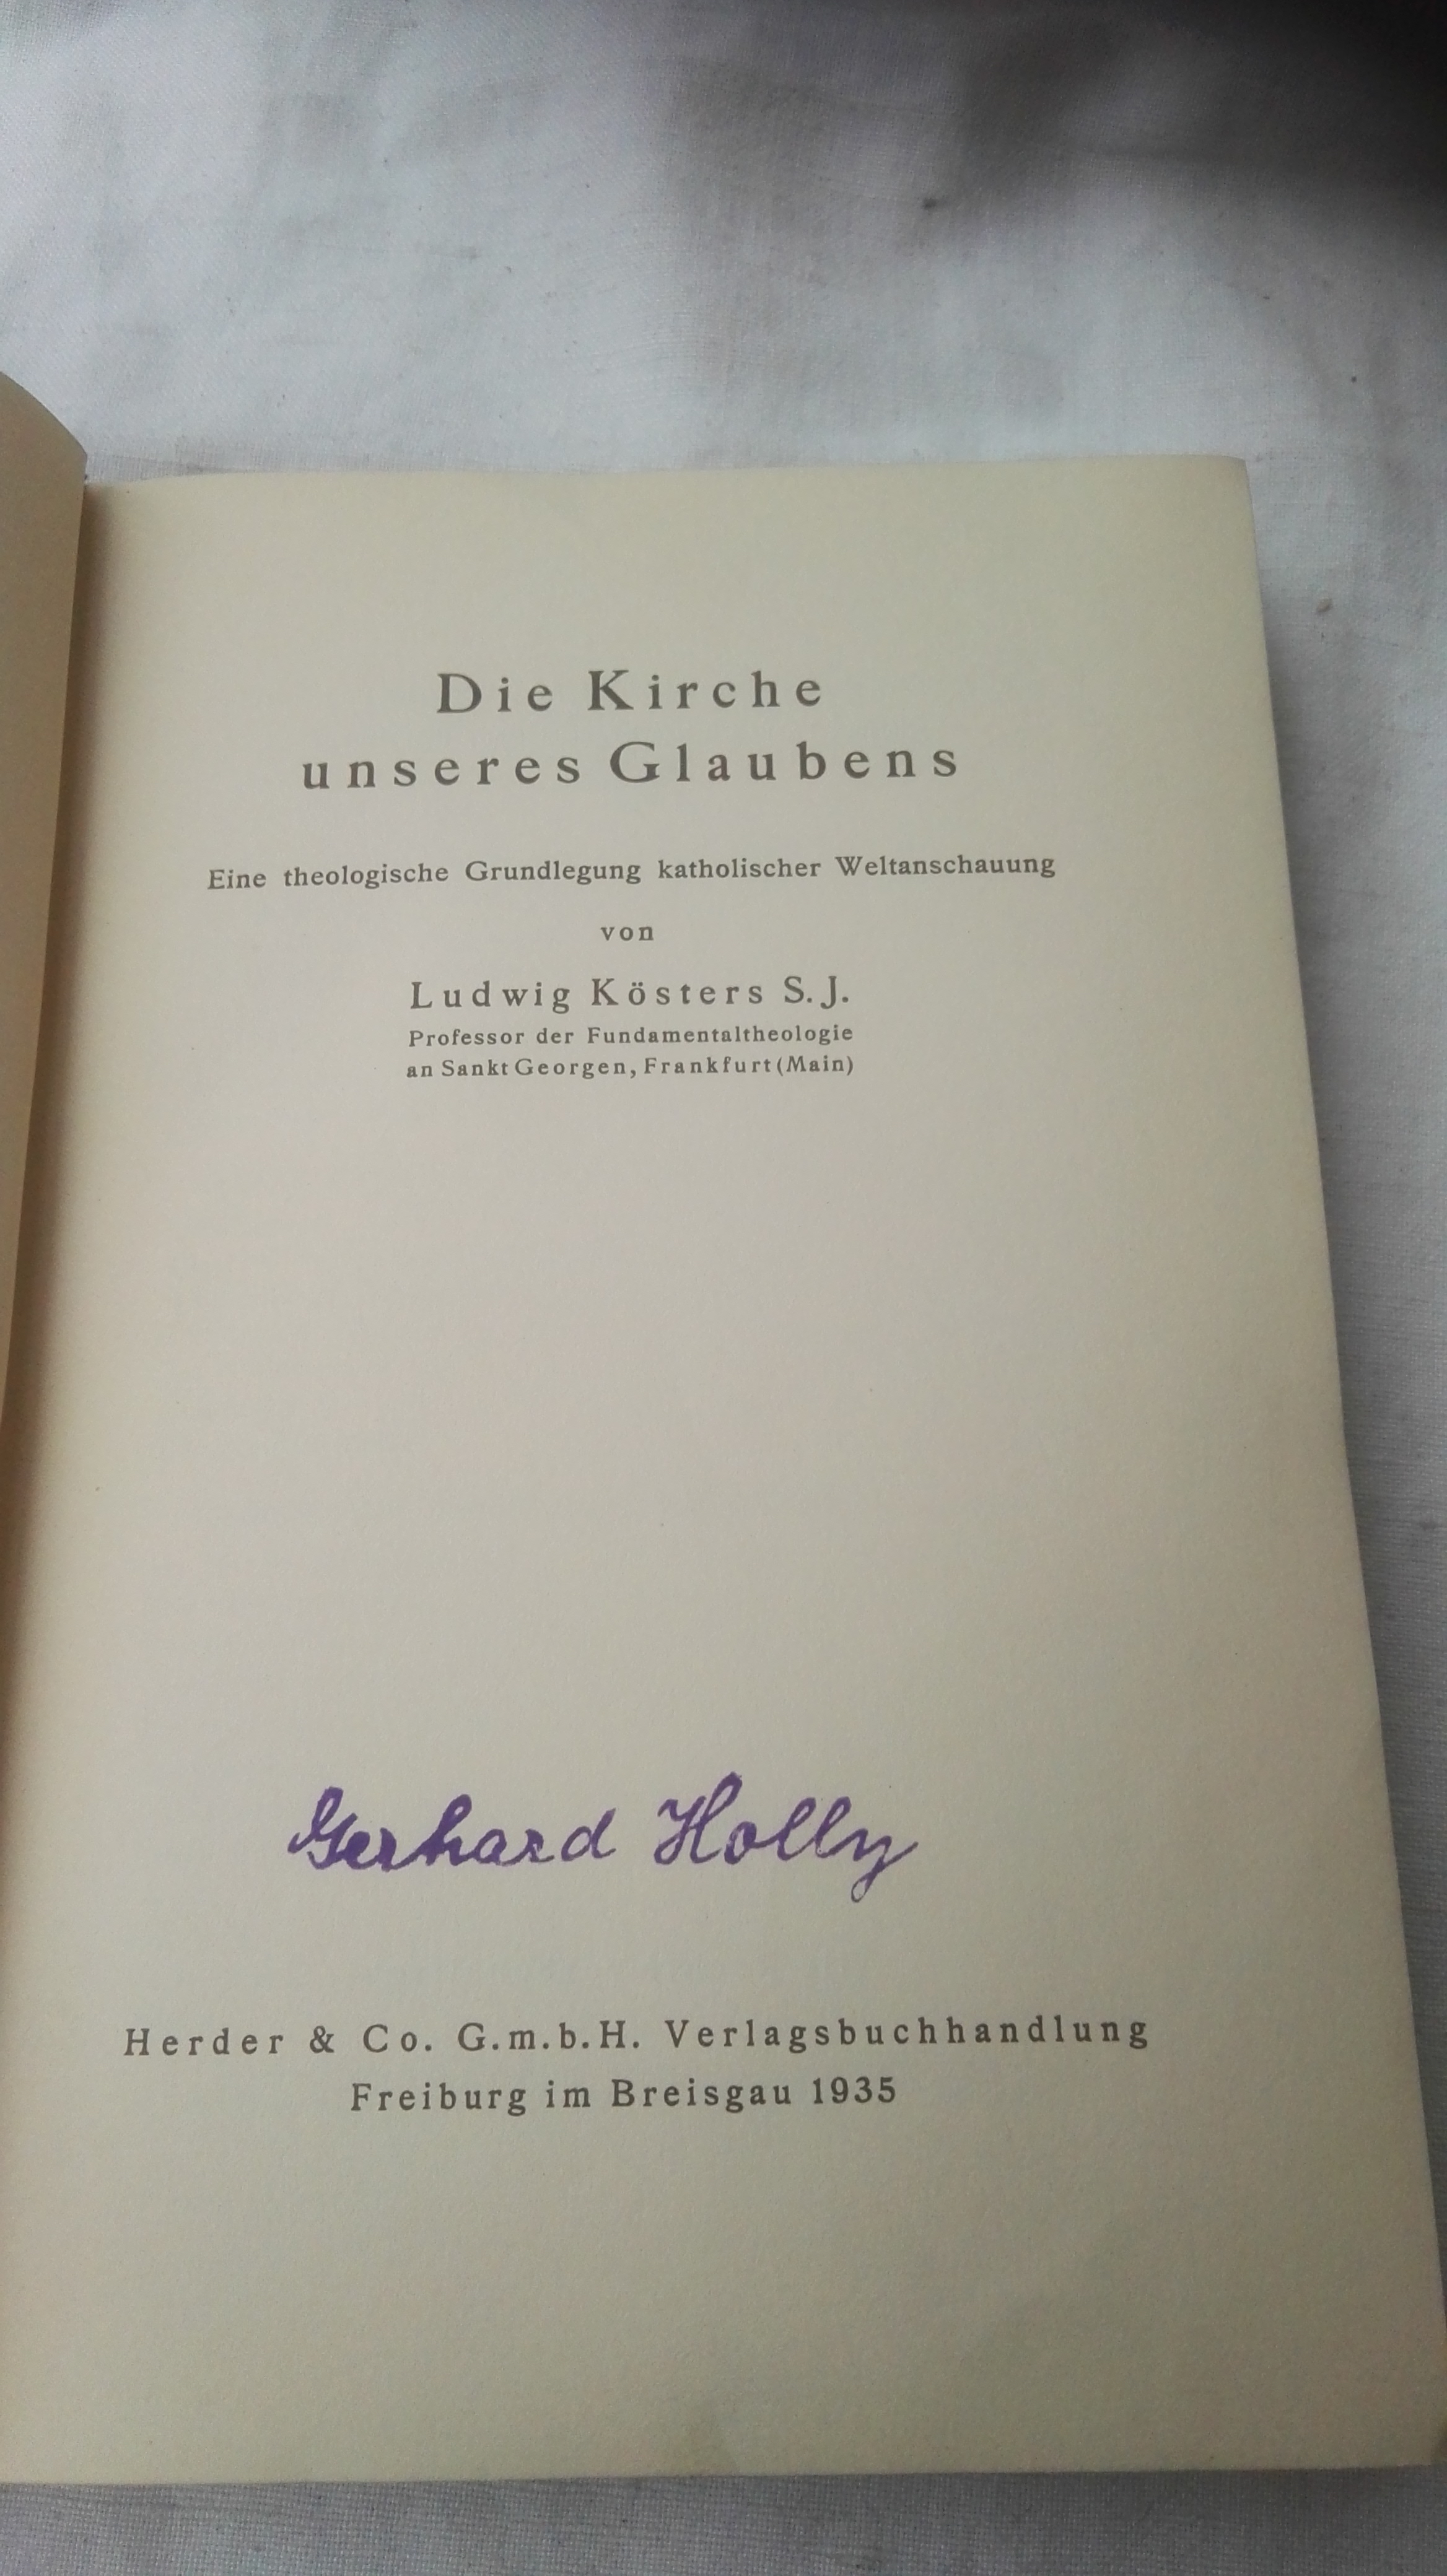 Die Kirche
unseres Glaubens
Eine theologische Grundlegung katholischer Weltanschauung
von
Ludwig Kösters S. J.
Professor der Fundamentaltheologie
an Sankt Georgen, Frankfurt (Main)
Gerhard Holly
Herder & Co. G.m.b.H. Verlagsbuchhandlung
Freiburg im Breisgau 1935